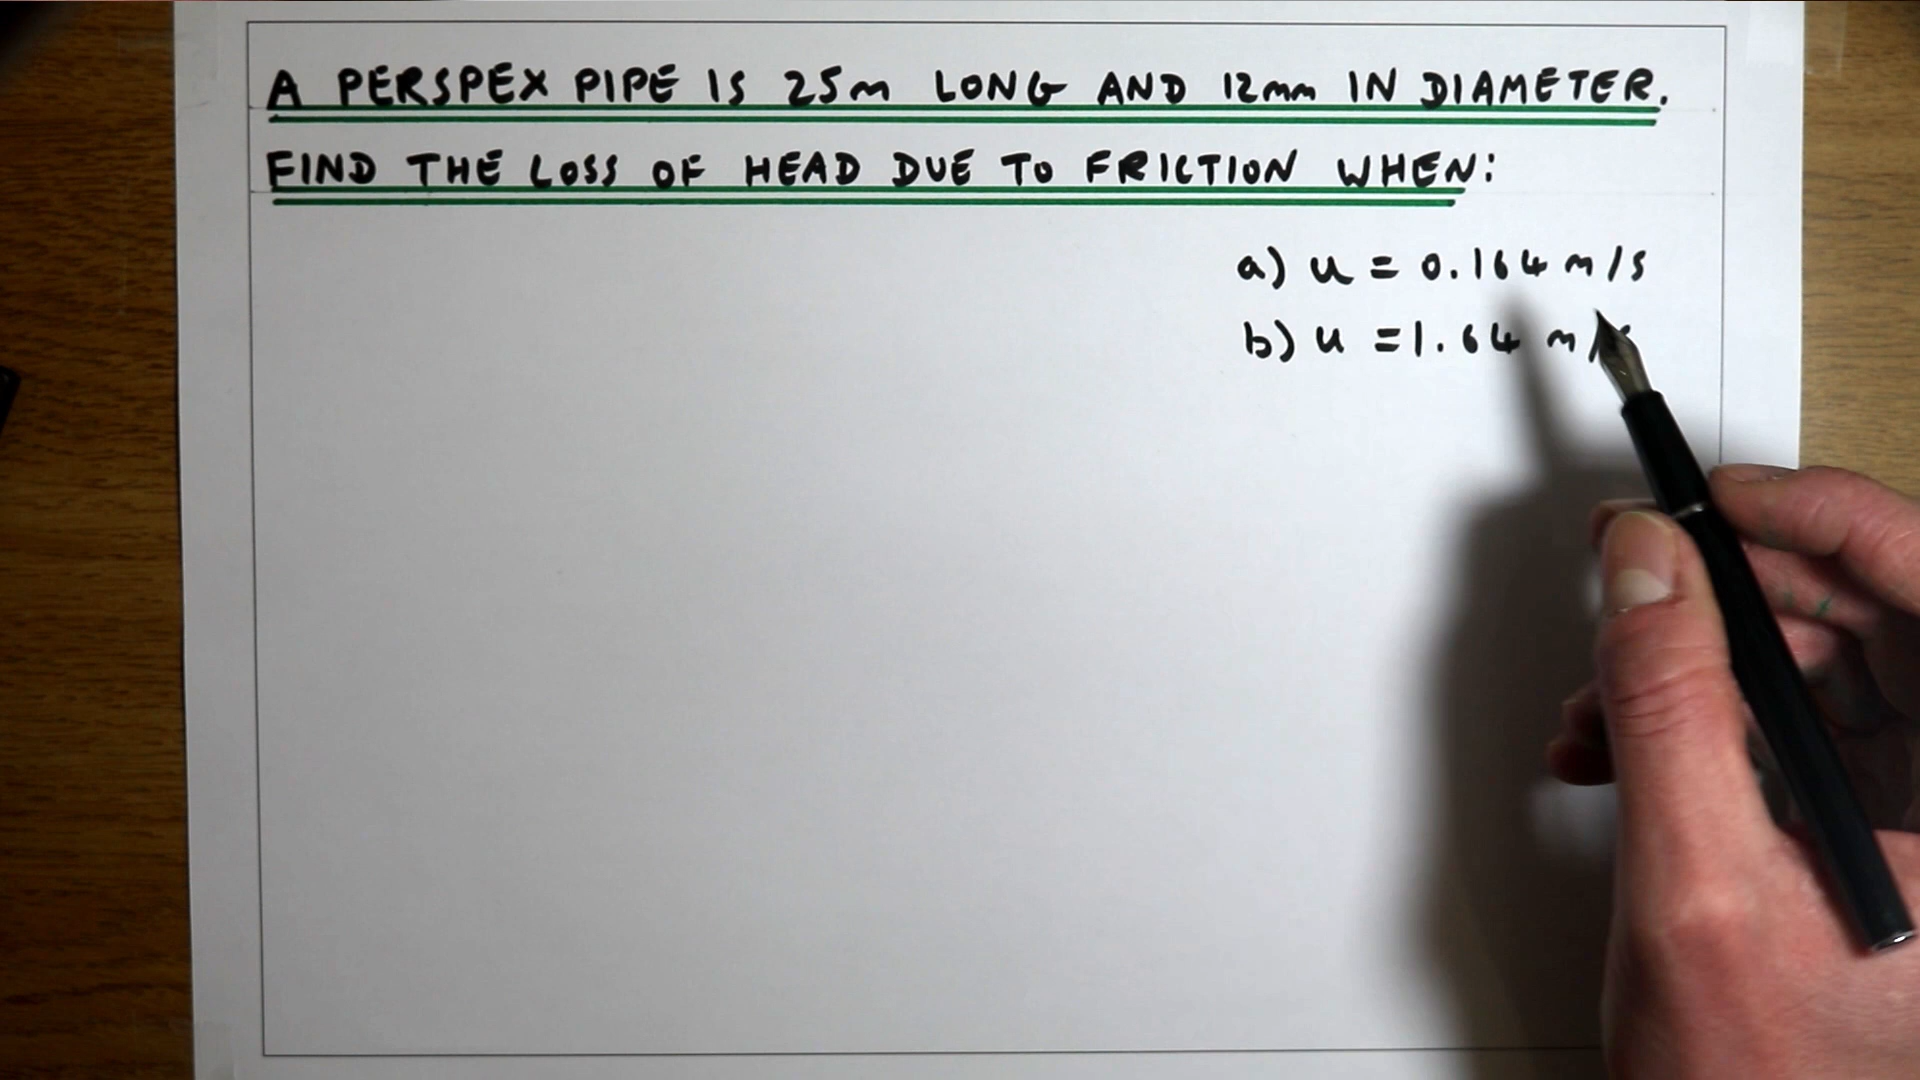 A PERSPEX PIPE IS 25m LONG AND 12mm IN DIAMETER.
FIND THE LOSS OF HEAD DUE TO FRICTION WHEN:
a) u = 0.164 m/s
b) u = 1.64 m/s